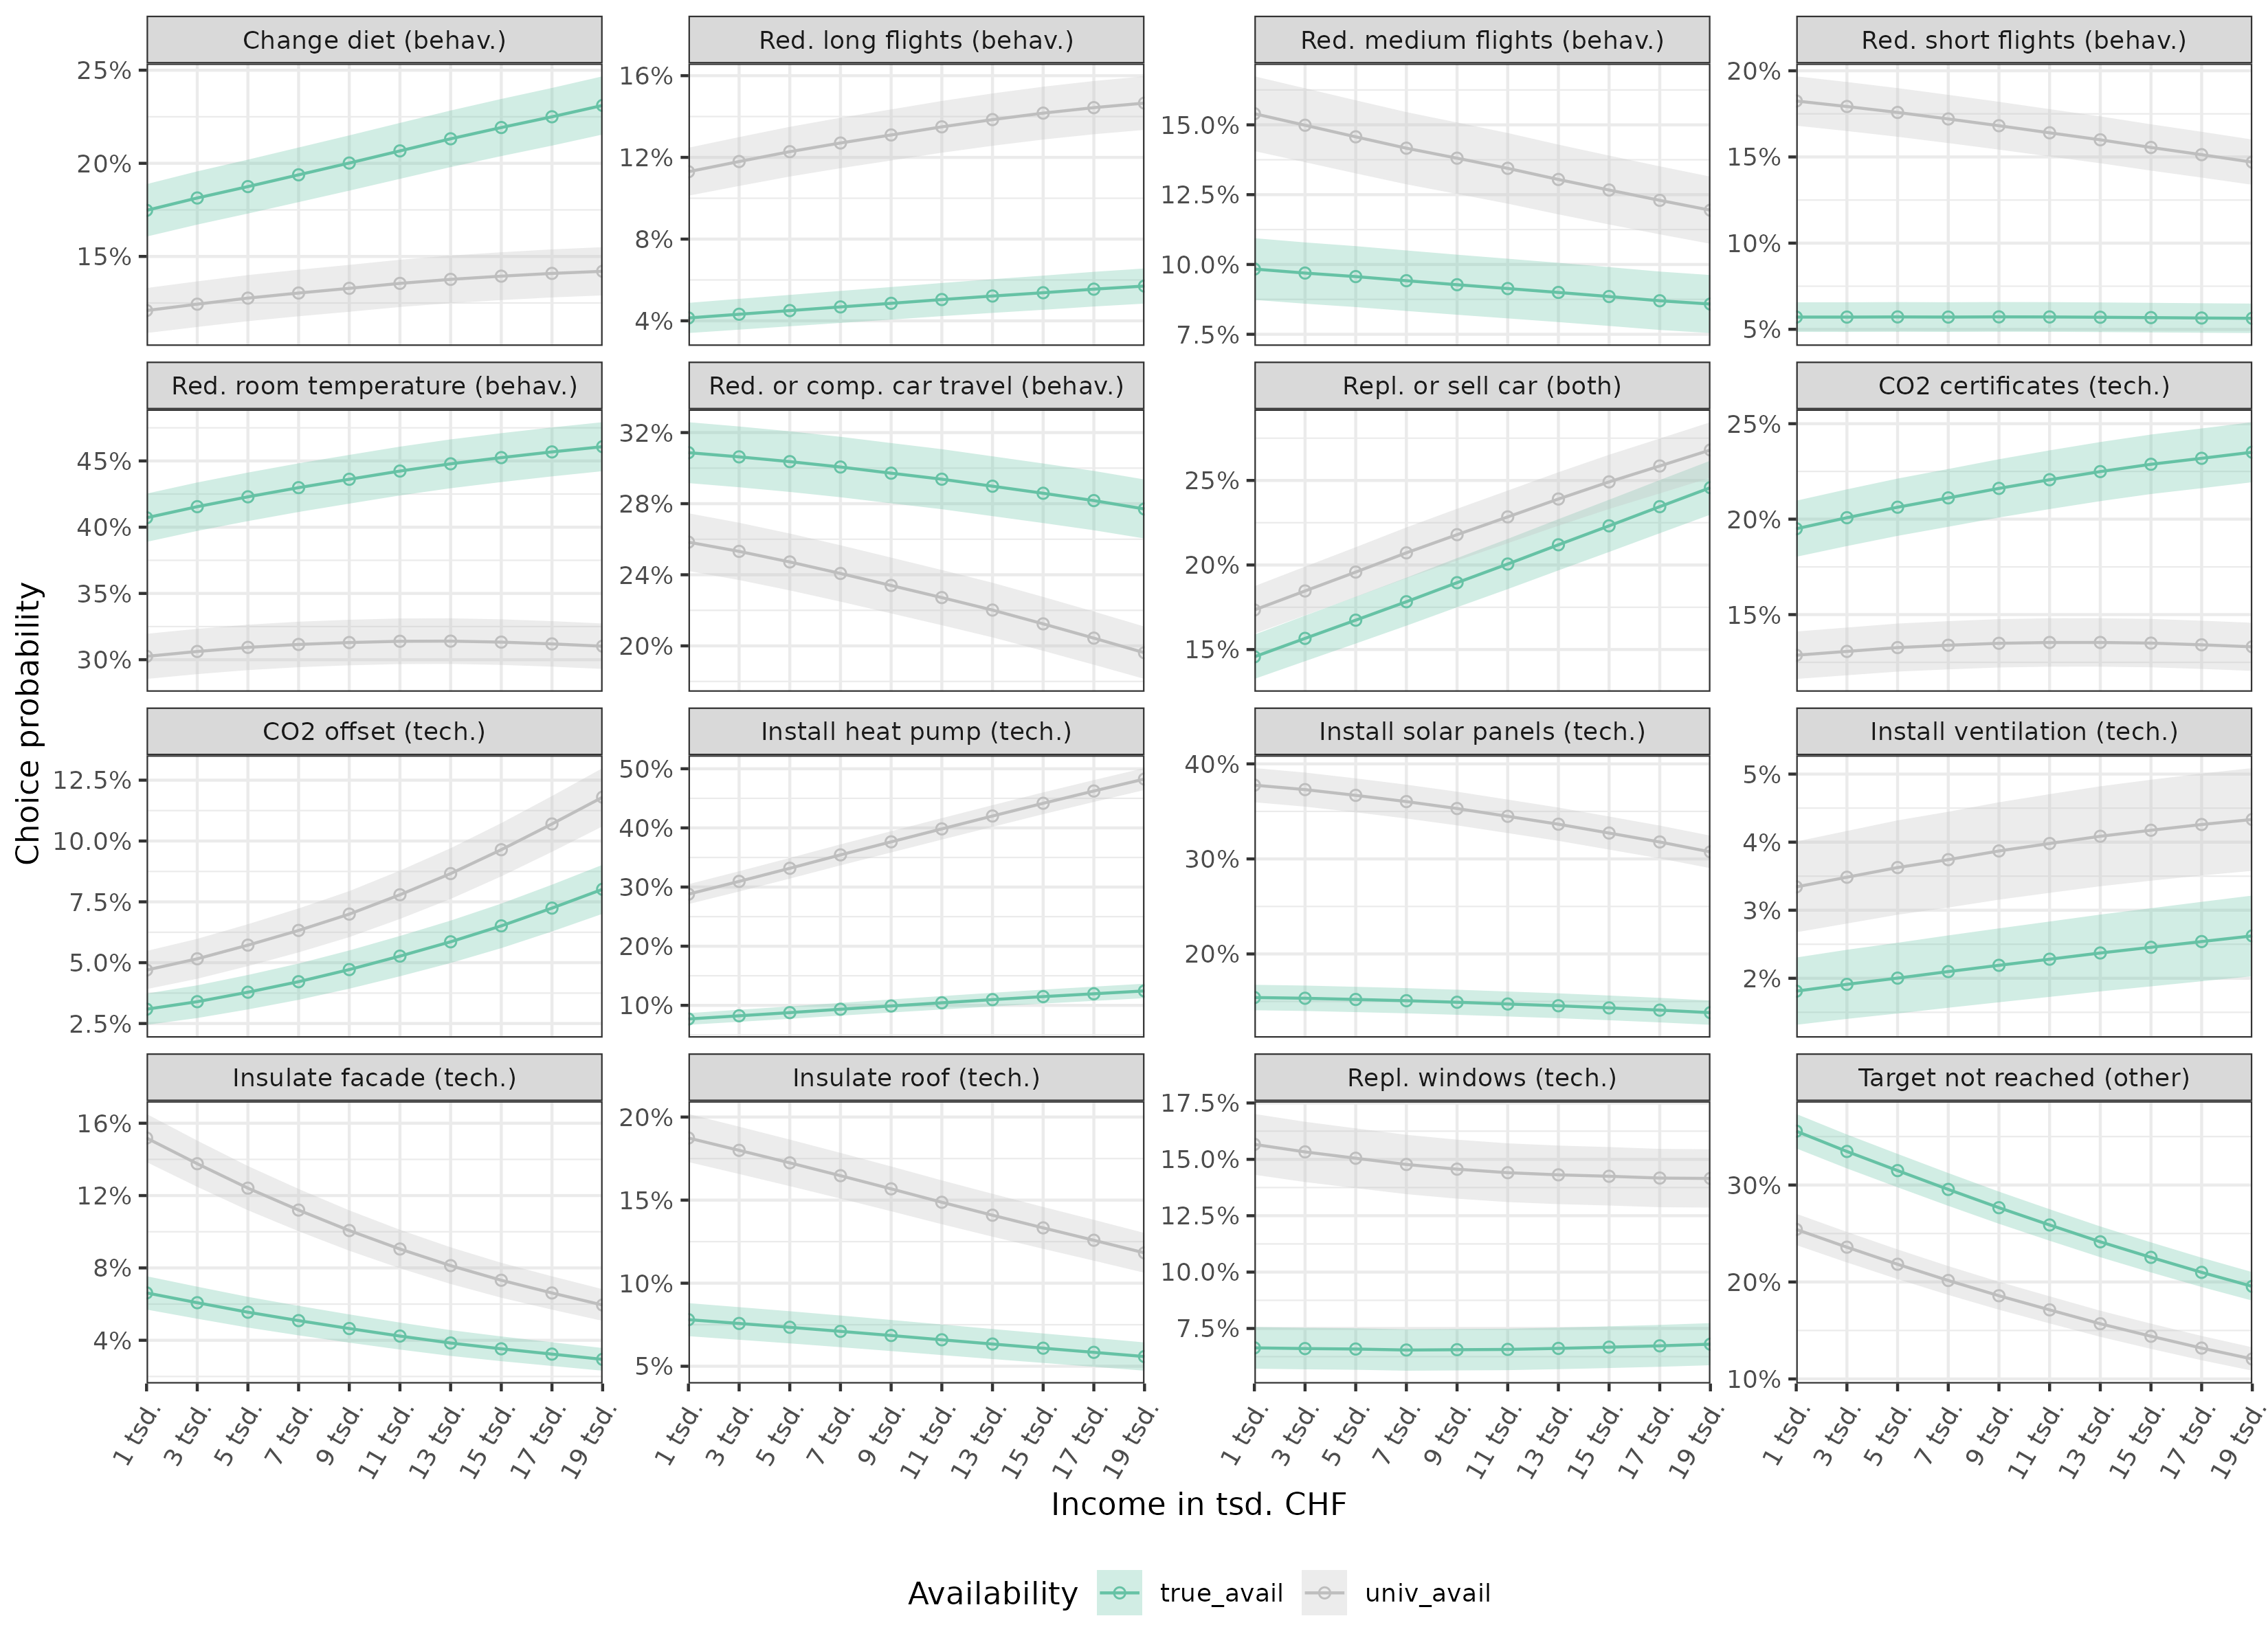 Change diet (behav.)
Red. long flights (behav.)
Red. medium flights (behav.)
Red. short flights (behav.)
25%
20%
15%
16%
12%
8%
4%
15.0%
12.5%
10.0%
7.5%
20%
15%
10%
5%
Red. room temperature (behav.)
Red. or comp. car travel (behav.)
Repl. or sell car (both)
CO2 certificates (tech.)
45%
40%
35%
30%
32%
28%
24%
20%
25%
20%
15%
25%
20%
15%
Choice probability
CO2 offset (tech.)
Install heat pump (tech.)
Install solar panels (tech.)
Install ventilation (tech.)
12.5%
10.0%
7.5%
5.0%
2.5%
50%
40%
30%
20%
10%
40%
30%
20%
5%
4%
3%
2%
Insulate facade (tech.)
Insulate roof (tech.)
Repl. windows (tech.)
Target not reached (other)
16%
12%
8%
4%
20%
15%
10%
5%
17.5%
15.0%
12.5%
10.0%
7.5%
30%
20%
10%
1 tsd. 3 tsd. 5 tsd. 7 tsd. 9 tsd. 11 tsd. 13 tsd. 15 tsd. 17 tsd. 19 tsd.
1 tsd. 3 tsd. 5 tsd. 7 tsd. 9 tsd. 11 tsd. 13 tsd. 15 tsd. 17 tsd. 19 tsd.
1 tsd. 3 tsd. 5 tsd. 7 tsd. 9 tsd. 11 tsd. 13 tsd. 15 tsd. 17 tsd. 19 tsd.
1 tsd. 3 tsd. 5 tsd. 7 tsd. 9 tsd. 11 tsd. 13 tsd. 15 tsd. 17 tsd. 19 tsd.
Income in tsd. CHF
Availability true_avail univ_avail